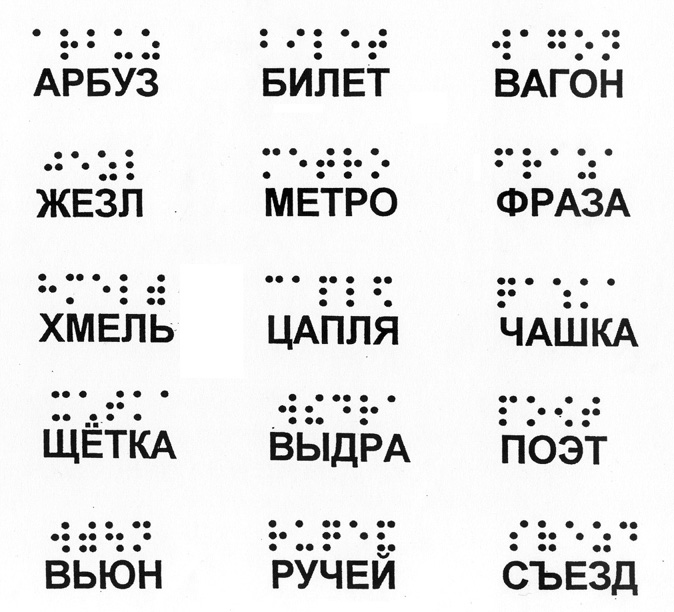 АРБУЗ БИЛЕТ ВАГОН
ЖЕЗЛ МЕТРО ФРАЗА
ХМЕЛЬ ЦАПЛЯ ЧАШКА
ЩЁТКА ВЫДРА ПОЭТ
ВЬЮН РУЧЕЙ СЪЕЗД